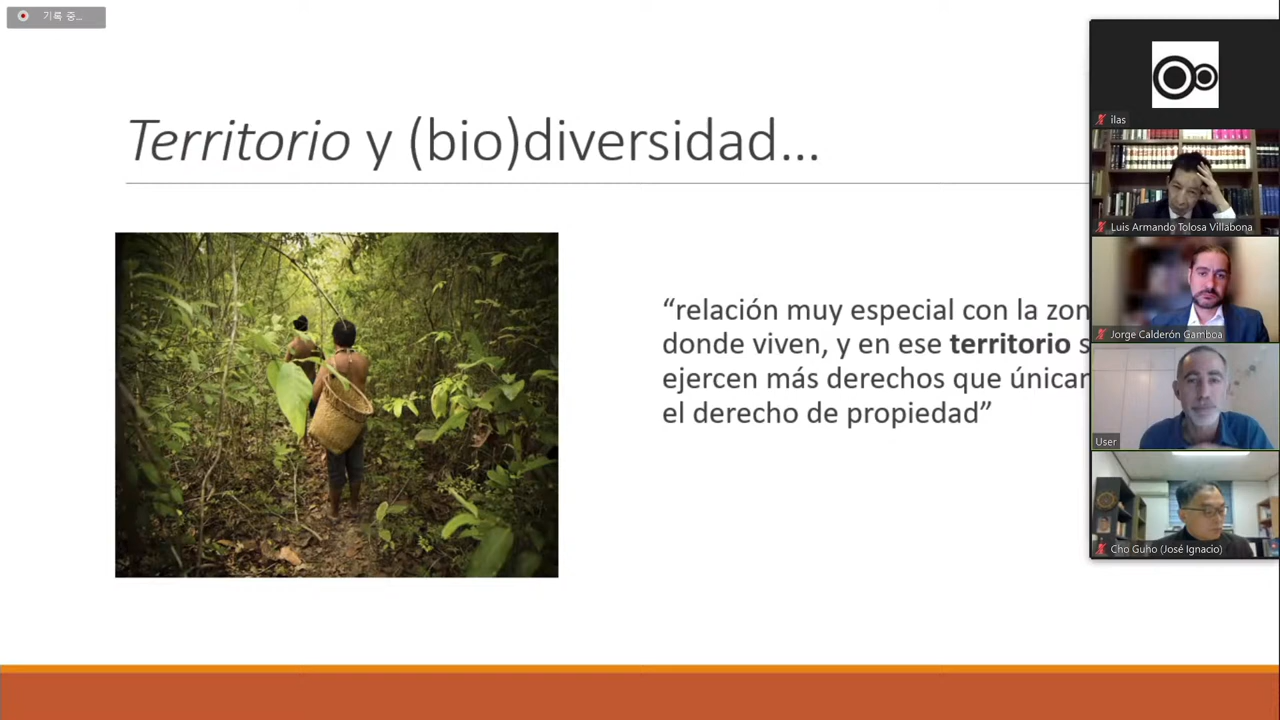 기록 중...
Territorio y (bio)diversidad...
“relación muy especial con la zon
donde viven, y en ese territorio s
ejercen más derechos que únicar
el derecho de propiedad”
ilas
Luis Armando Tolosa Villabona
Jorge Calderón Gamboa
User
Cho Guho (José Ignacio)